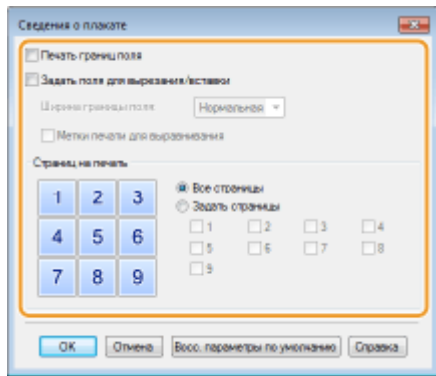 Сведения о плакате
Печать границ поля
Задать поля для вырезания/вставки
Ширина границы поля Нормальная
Метки печати для выравнивания
Страниц на печать
1 2 3
4 5 6
7 8 9
Все страницы
Задать страницы
1 2 3 4
5 6 7 8
9
OK Отмена Восс. параметры по умолчанию Справка